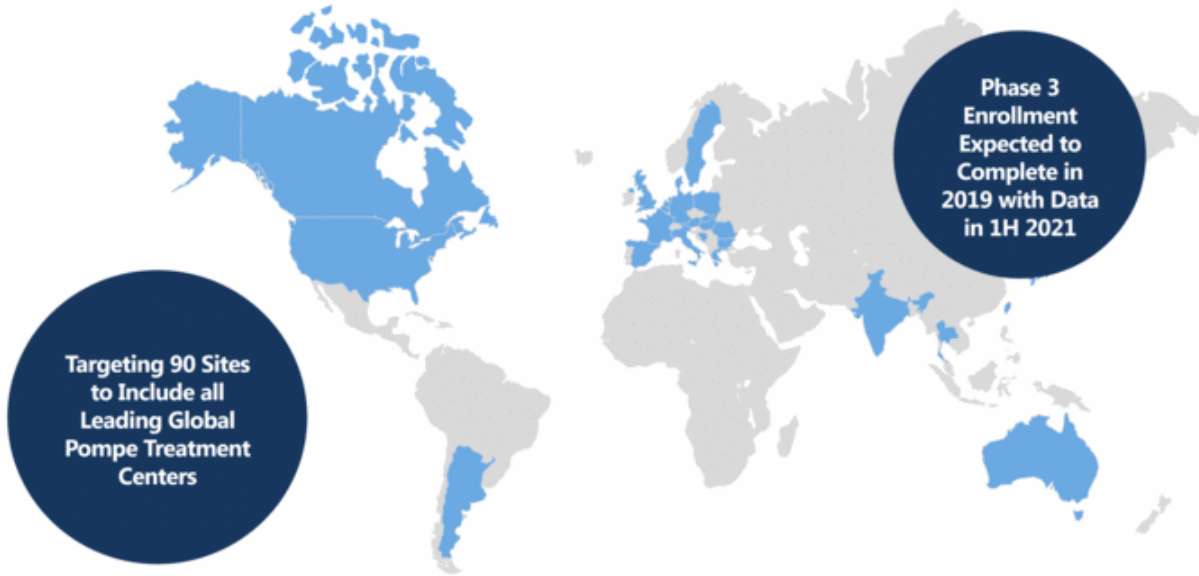 Phase 3
Enrollment
Expected to
Complete in
2019 with Data
in 1H 2021
Targeting 90 Sites
to Include all
Leading Global
Pompe Treatment
Centers